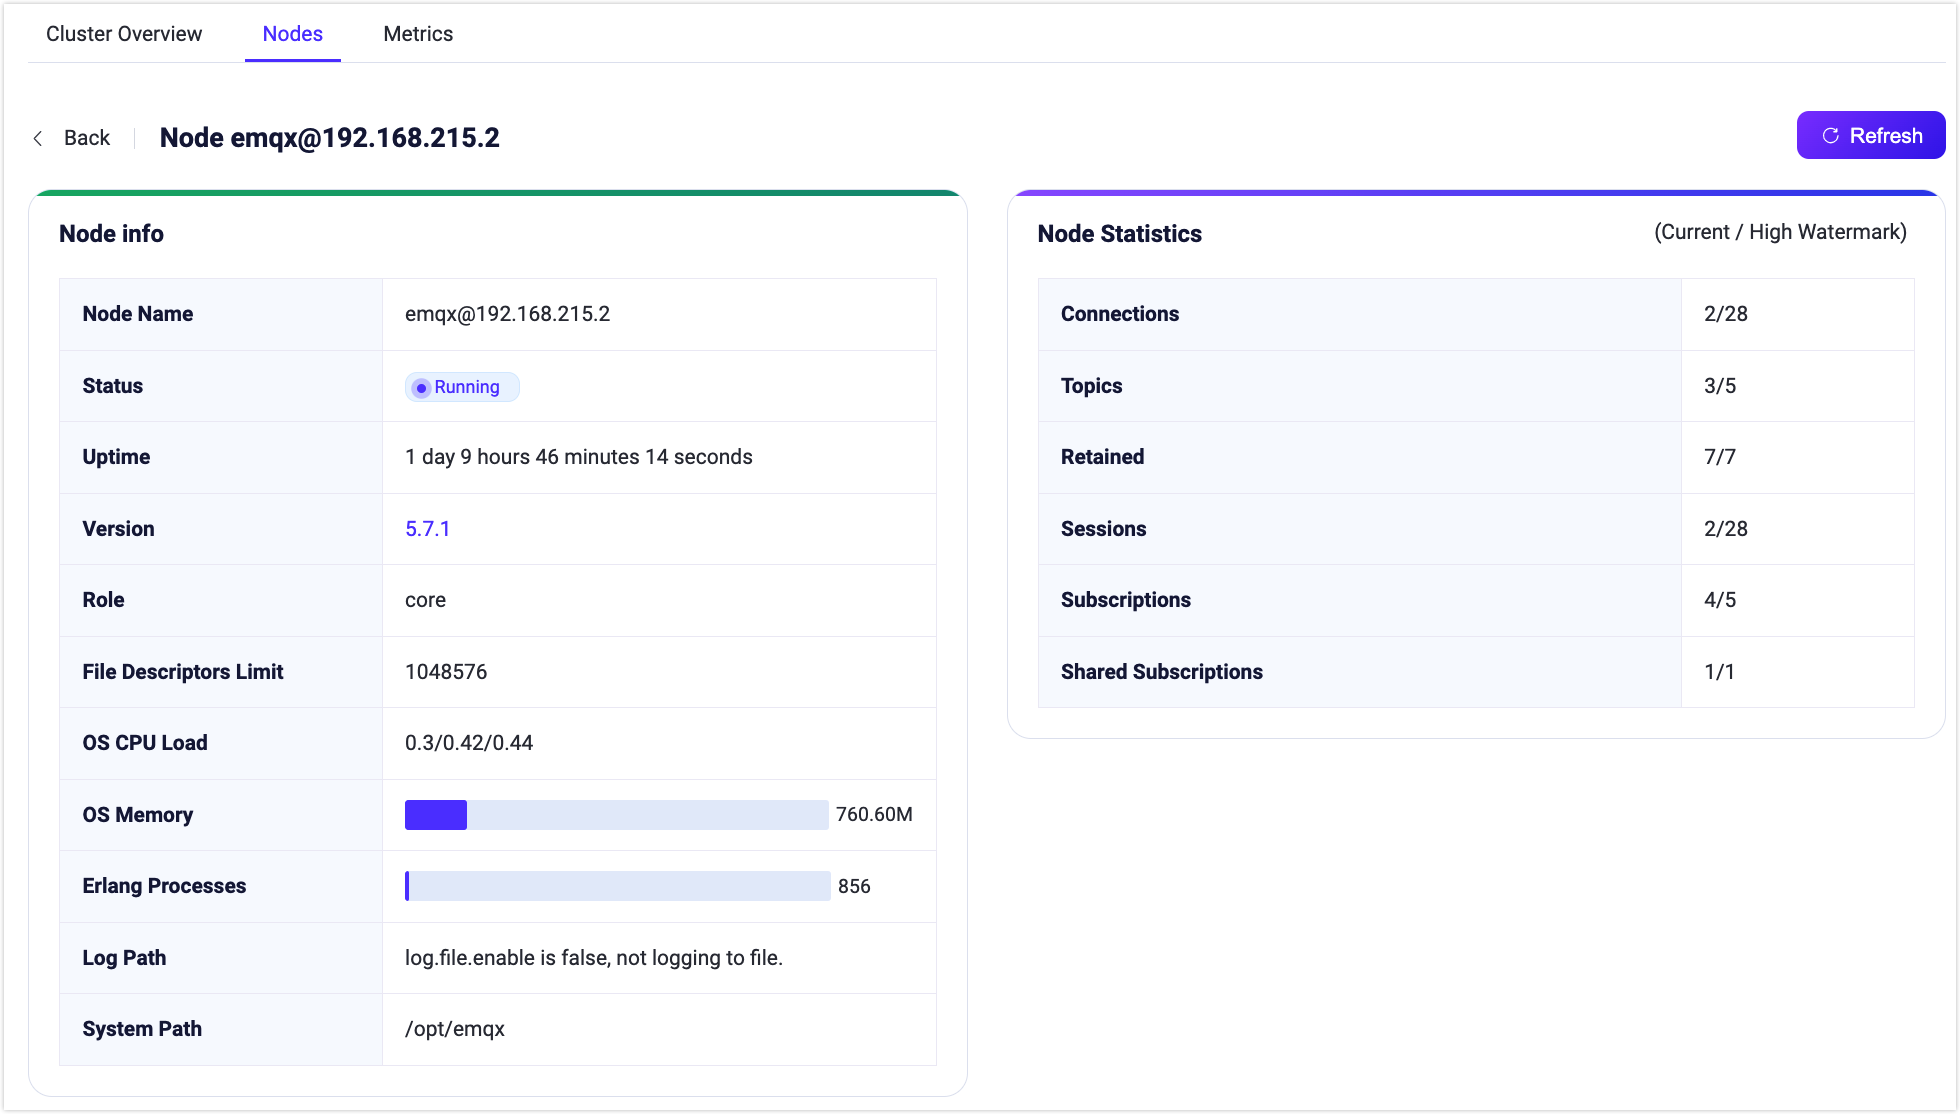 Cluster Overview Nodes Metrics
Back Node emqx@192.168.215.2 Refresh
Node info
Node Name emqx@192.168.215.2
Status Running
Uptime 1 day 9 hours 46 minutes 14 seconds
Version 5.7.1
Role core
File Descriptors Limit 1048576
OS CPU Load 0.3/0.42/0.44
OS Memory 760.60M
Erlang Processes 856
Log Path log.file.enable is false, not logging to file.
System Path /opt/emqx
Node Statistics (Current / High Watermark)
Connections 2/28
Topics 3/5
Retained 7/7
Sessions 2/28
Subscriptions 4/5
Shared Subscriptions 1/1